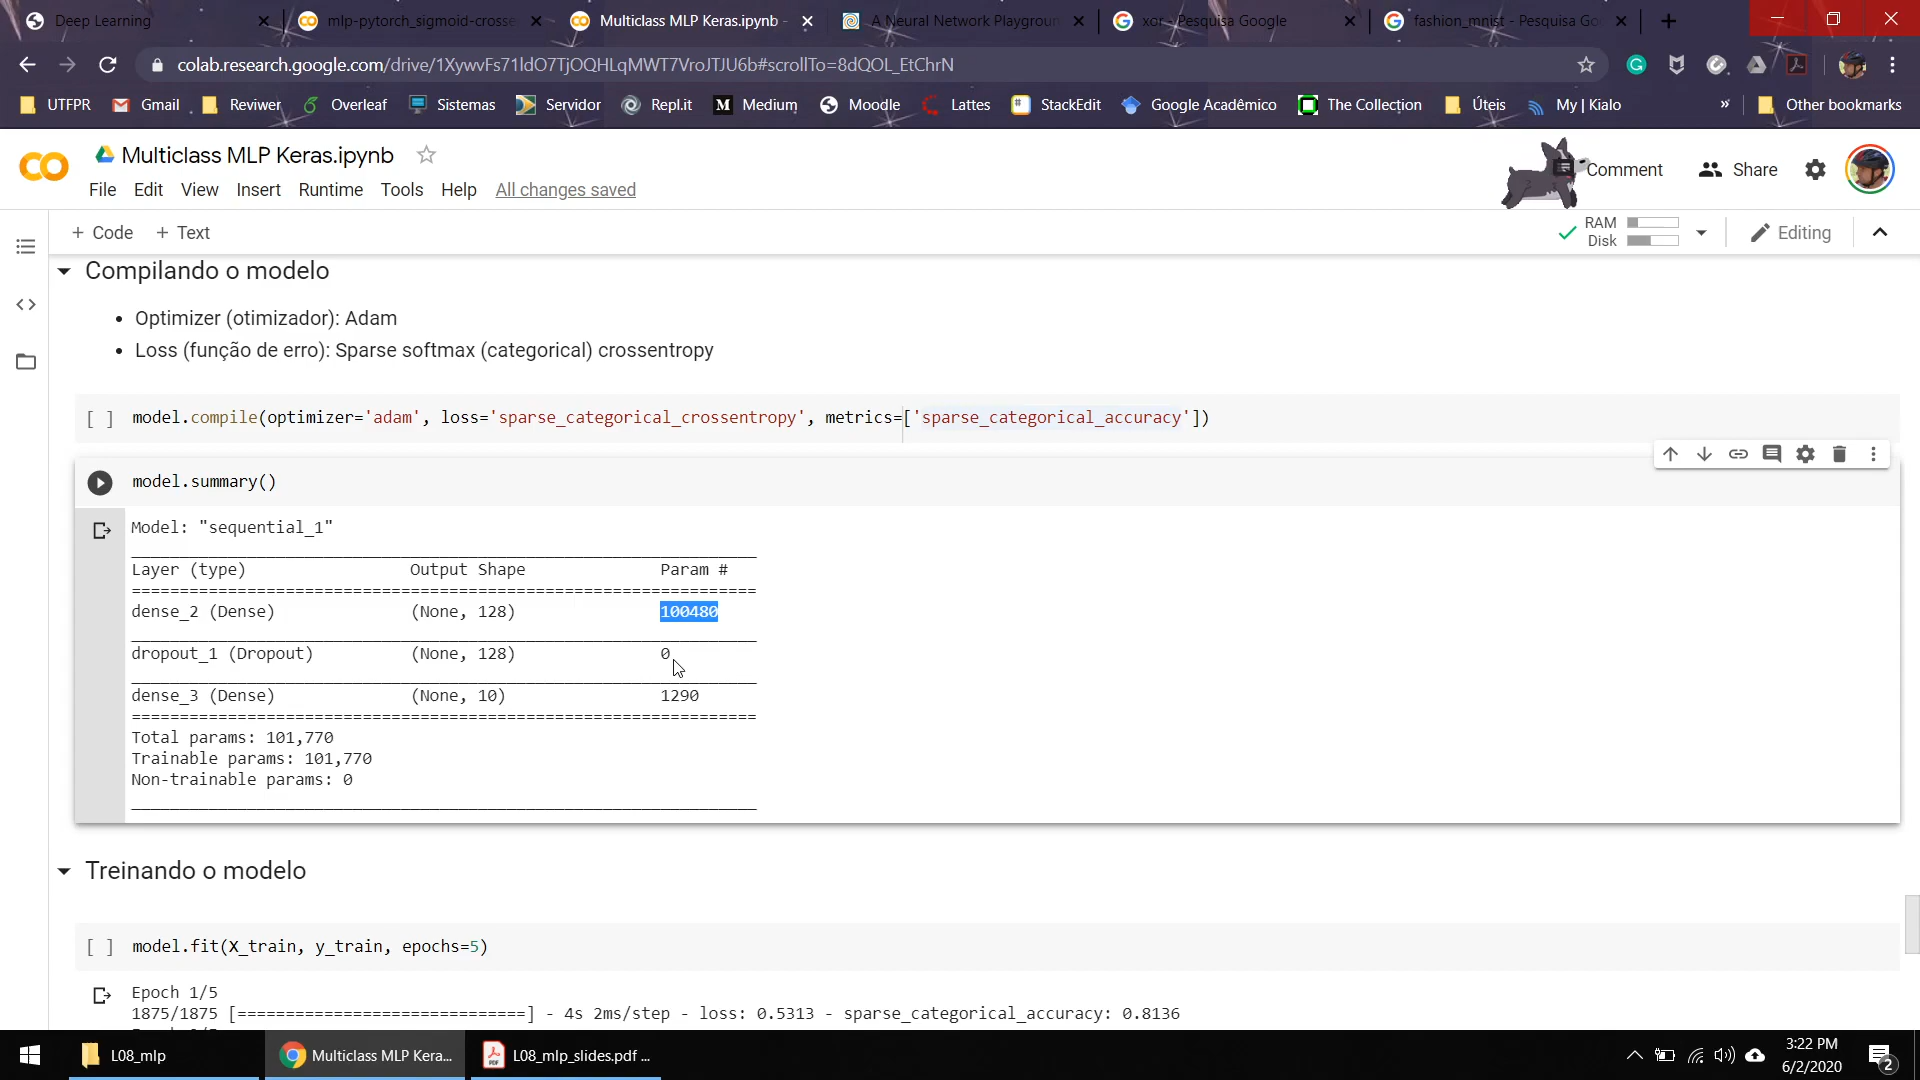 Deep Learning
mlp-pytorch_sigmoid-crosse
Multiclass MLP Keras.ipynb -
A Neural Network Playgroun
xor - Pesquisa Google
fashion_mnist - Pesquisa Go
colab.research.google.com/drive/1XywvFs71ldO7TjOQHLqMWT7VroJTJU6b#scrollTo=8dQOL_EtChrN
UTFPR
Gmail
Reviwer
Overleaf
Sistemas
Servidor
Repl.it
Medium
Moodle
Lattes
StackEdit
Google Acadêmico
The Collection
Úteis
My | Kialo
»
Other bookmarks
Multiclass MLP Keras.ipynb
Comment
Share
File Edit View Insert Runtime Tools Help All changes saved
+ Code + Text
RAM
Disk
Editing
Compilando o modelo
• Optimizer (otimizador): Adam
• Loss (função de erro): Sparse softmax (categorical) crossentropy
[ ] model.compile(optimizer='adam', loss='sparse_categorical_crossentropy', metrics=['sparse_categorical_accuracy'])
model.summary()
Model: "sequential_1"
Layer (type) Output Shape Param #
=================================================================
dense_2 (Dense) (None, 128) 100480
dropout_1 (Dropout) (None, 128) 0
dense_3 (Dense) (None, 10) 1290
=================================================================
Total params: 101,770
Trainable params: 101,770
Non-trainable params: 0
Treinando o modelo
[ ] model.fit(X_train, y_train, epochs=5)
Epoch 1/5
1875/1875 [==============================] - 4s 2ms/step - loss: 0.5313 - sparse_categorical_accuracy: 0.8136
L08_mlp
Multiclass MLP Kera...
L08_mlp_slides.pdf ...
3:22 PM
6/2/2020
2